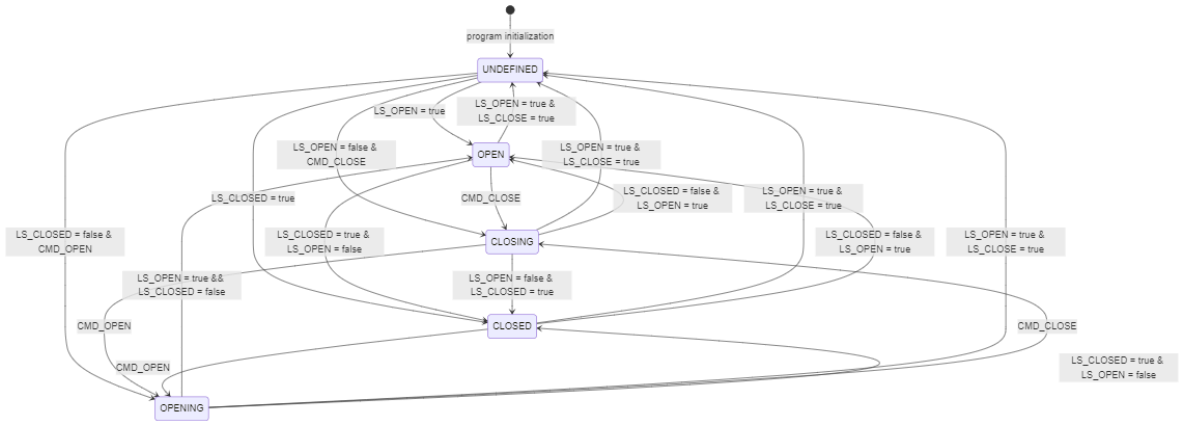 program initialization
UNDEFINED
LS_OPEN = true
LS_OPEN = true &
LS_CLOSE = true
LS_OPEN = false &
CMD_CLOSE
OPEN
LS_OPEN = true &
LS_CLOSE = true
LS_CLOSED = true
CMD_CLOSE
LS_CLOSED = false &
LS_OPEN = true
LS_OPEN = true &
LS_CLOSE = true
LS_CLOSED = false &
CMD_OPEN
LS_CLOSED = true &
LS_OPEN = false
CLOSING
LS_CLOSED = false &
LS_OPEN = true
LS_OPEN = true &
LS_CLOSE = true
LS_OPEN = true &&
LS_CLOSED = false
LS_OPEN = false &
LS_CLOSED = true
CMD_OPEN
CLOSED
CMD_CLOSE
CMD_OPEN
LS_CLOSED = true &
LS_OPEN = false
OPENING